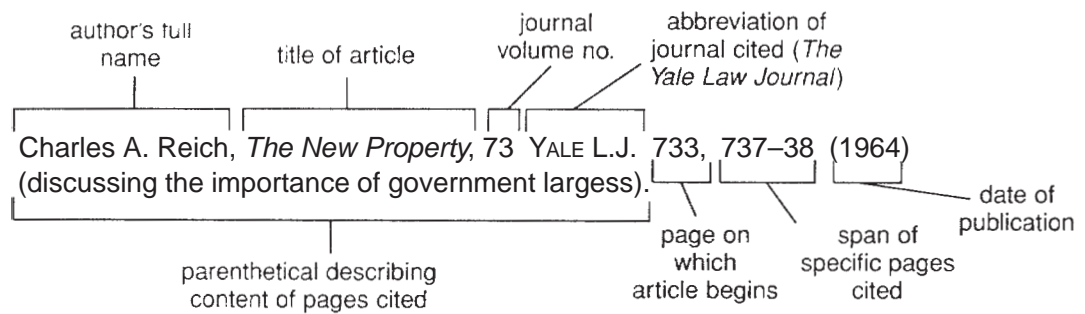 author's full
name
title of article
journal
volume no.
abbreviation of
journal cited (The
Yale Law Journal)
Charles A. Reich, The New Property, 73 YALE L.J. 733, 737–38 (1964)
(discussing the importance of government largess).
parenthetical describing
content of pages cited
page on
which
article begins
span of
specific pages
cited
date of
publication